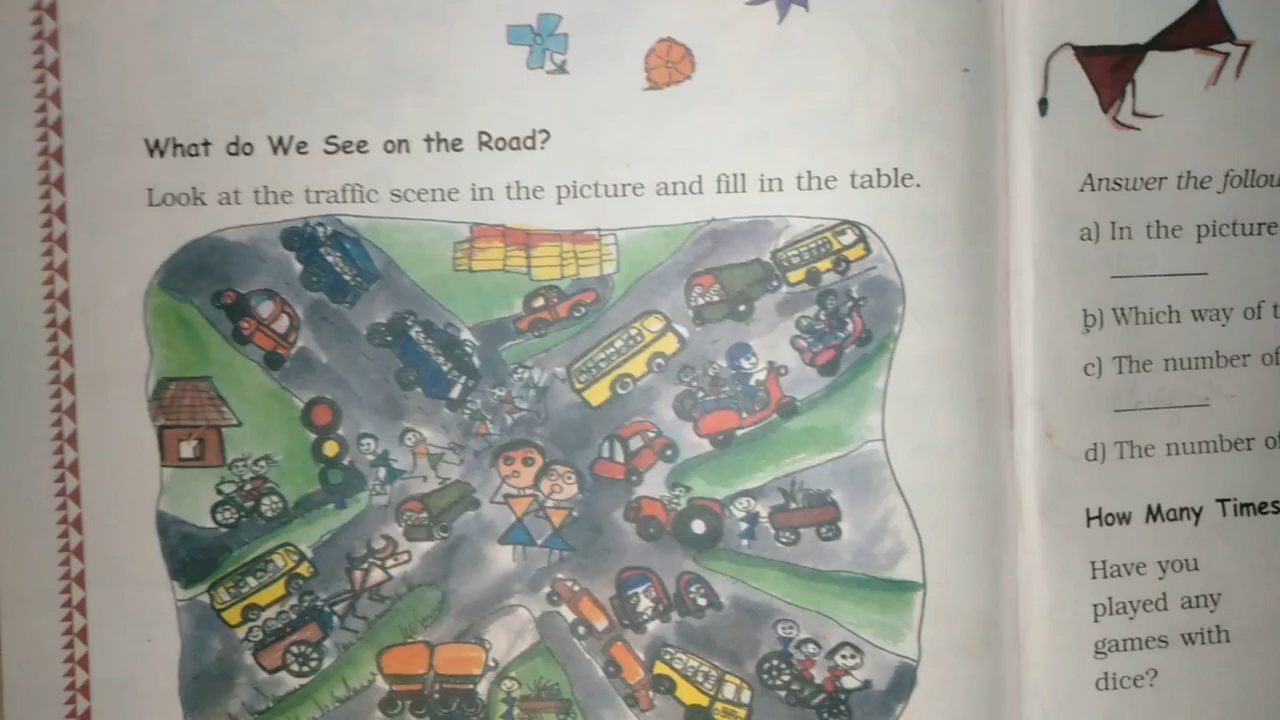 What do We See on the Road?
Look at the traffic scene in the picture and fill in the table.
Answer the
a) In the picture
b) Which way of
c) The number of
d) The number of
How Many Times
Have you
played any
games with
dice?